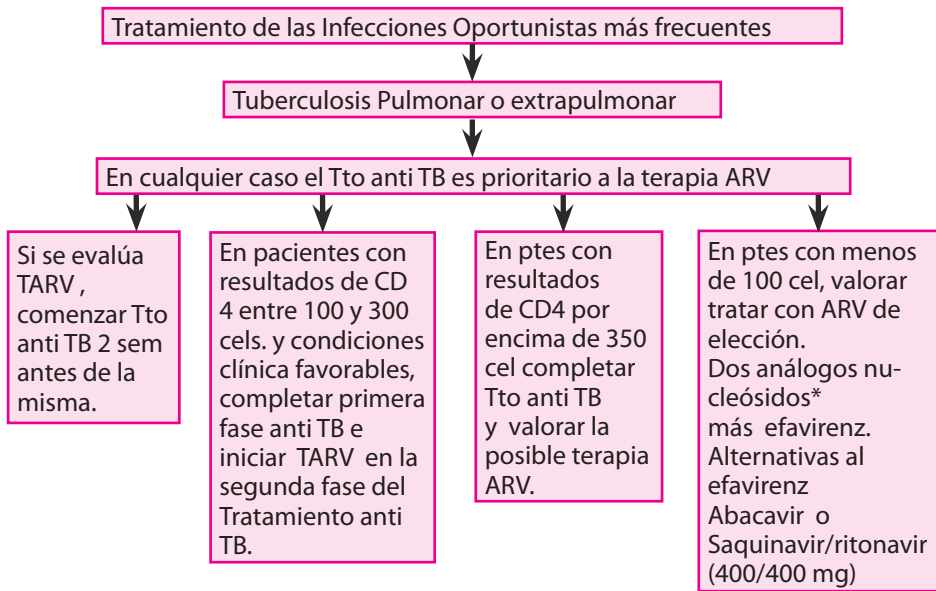 Tratamiento de las Infecciones Oportunistas más frecuentes
Tuberculosis Pulmonar o extrapulmonar
En cualquier caso el Tto anti TB es prioritario a la terapia ARV
Si se evalúa
TARV ,
comenzar Tto
anti TB 2 sem
antes de la
misma.
En pacientes con
resultados de CD
4 entre 100 y 300
cels. y condiciones
clínica favorables,
completar primera
fase anti TB e
iniciar TARV en la
segunda fase del
Tratamiento anti
TB.
En ptes con
resultados
de CD4 por
encima de 350
cel completar
Tto anti TB
y valorar la
posible terapia
ARV.
En ptes con menos
de 100 cel, valorar
tratar con ARV de
elección.
Dos análogos nu-
cleósidos*
más efavirenz.
Alternativas al
efavirenz
Abacavir o
Saquinavir/ritonavir
(400/400 mg)